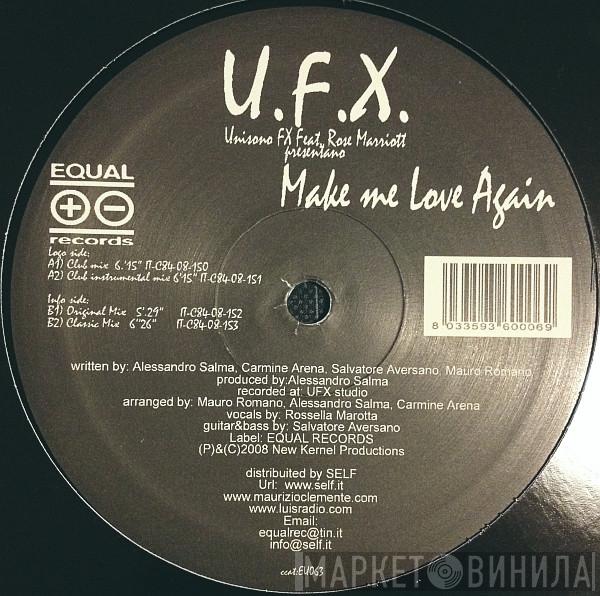 U.F.X.
Unisono FX Feat. Rose Marriott
presentano
Make me Love Again
EQUAL
records
Logo side:
A1) Club mix 6.'15" IT-C84-08-150
A2) Club instrumental mix 6'15" IT-C84-08-151
Info side:
B1) Original Mix 5'.29" IT-C84-08-152
B2) Classic Mix 6"26" IT-C84-08-153
8 033593 600069
written by: Alessandro Salma, Carmine Arena, Salvatore Aversano, Mauro Romano
produced by:Alessandro Salma
recorded at: UFX studio
arranged by: Mauro Romano, Alessandro Salma, Carmine Arena
vocals by: Rossella Marotta
guitar&bass by: Salvatore Aversano
Label: EQUAL RECORDS
(P)&(C)2008 New Kernel Productions
distribuited by SELF
Url: www.self.it
www.maurizioclemente.com
www.luisradio.com
Email:
equalrec@tin.it
info@self.it
ccat:EU063
МАРКЕТ ВИНИЛА